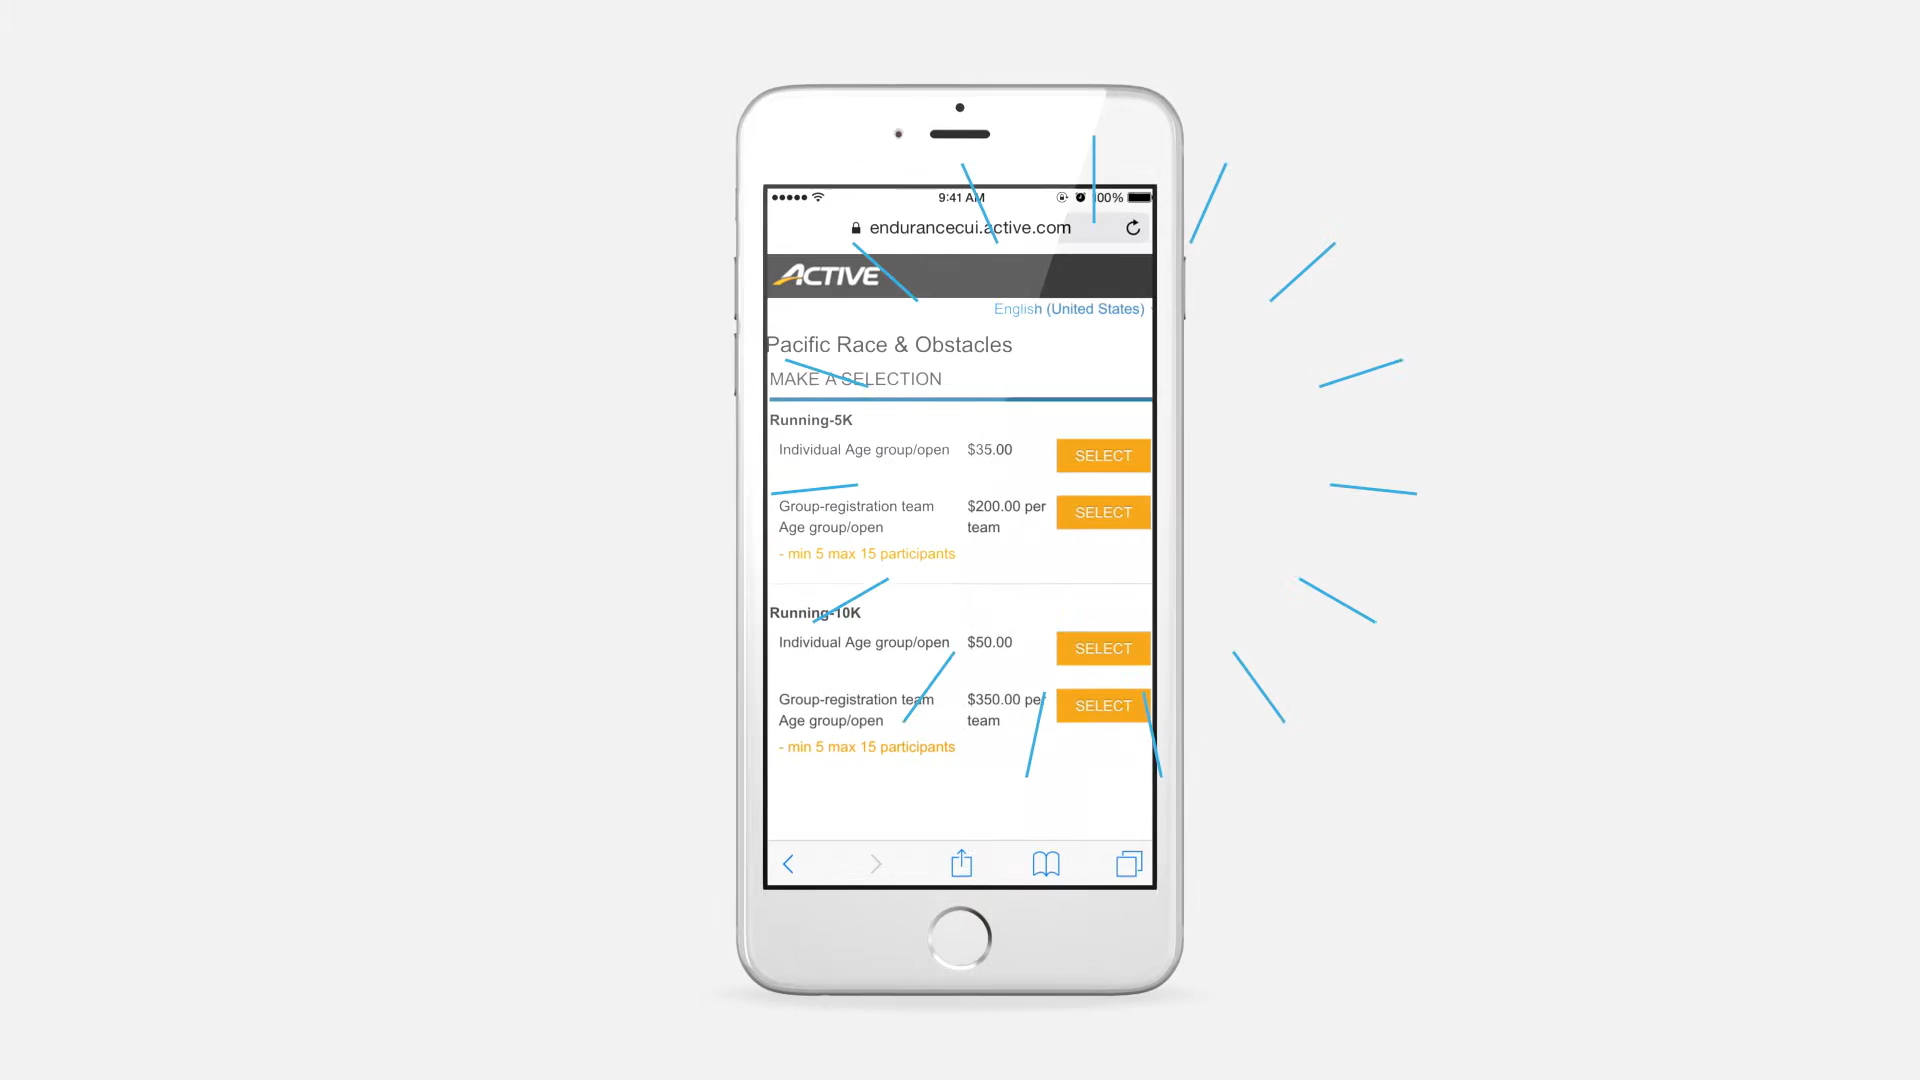 9:41 AM 100%
endurancecui.active.com
ACTIVE
English (United States)
Pacific Race & Obstacles
MAKE A SELECTION
Running-5K
Individual Age group/open $35.00 SELECT
Group-registration team $200.00 per SELECT
Age group/open team
- min 5 max 15 participants
Running-10K
Individual Age group/open $50.00 SELECT
Group-registration team $350.00 per SELECT
Age group/open team
- min 5 max 15 participants